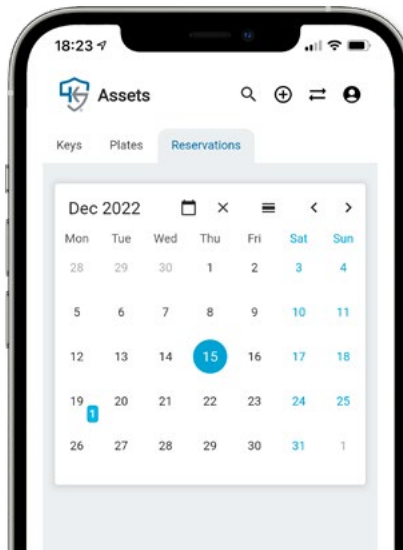 18:23
Assets
Keys Plates Reservations
Dec 2022
Mon Tue Wed Thu Fri Sat Sun
28 29 30 1 2 3 4
5 6 7 8 9 10 11
12 13 14 15 16 17 18
19 1 20 21 22 23 24 25
26 27 28 29 30 31 1